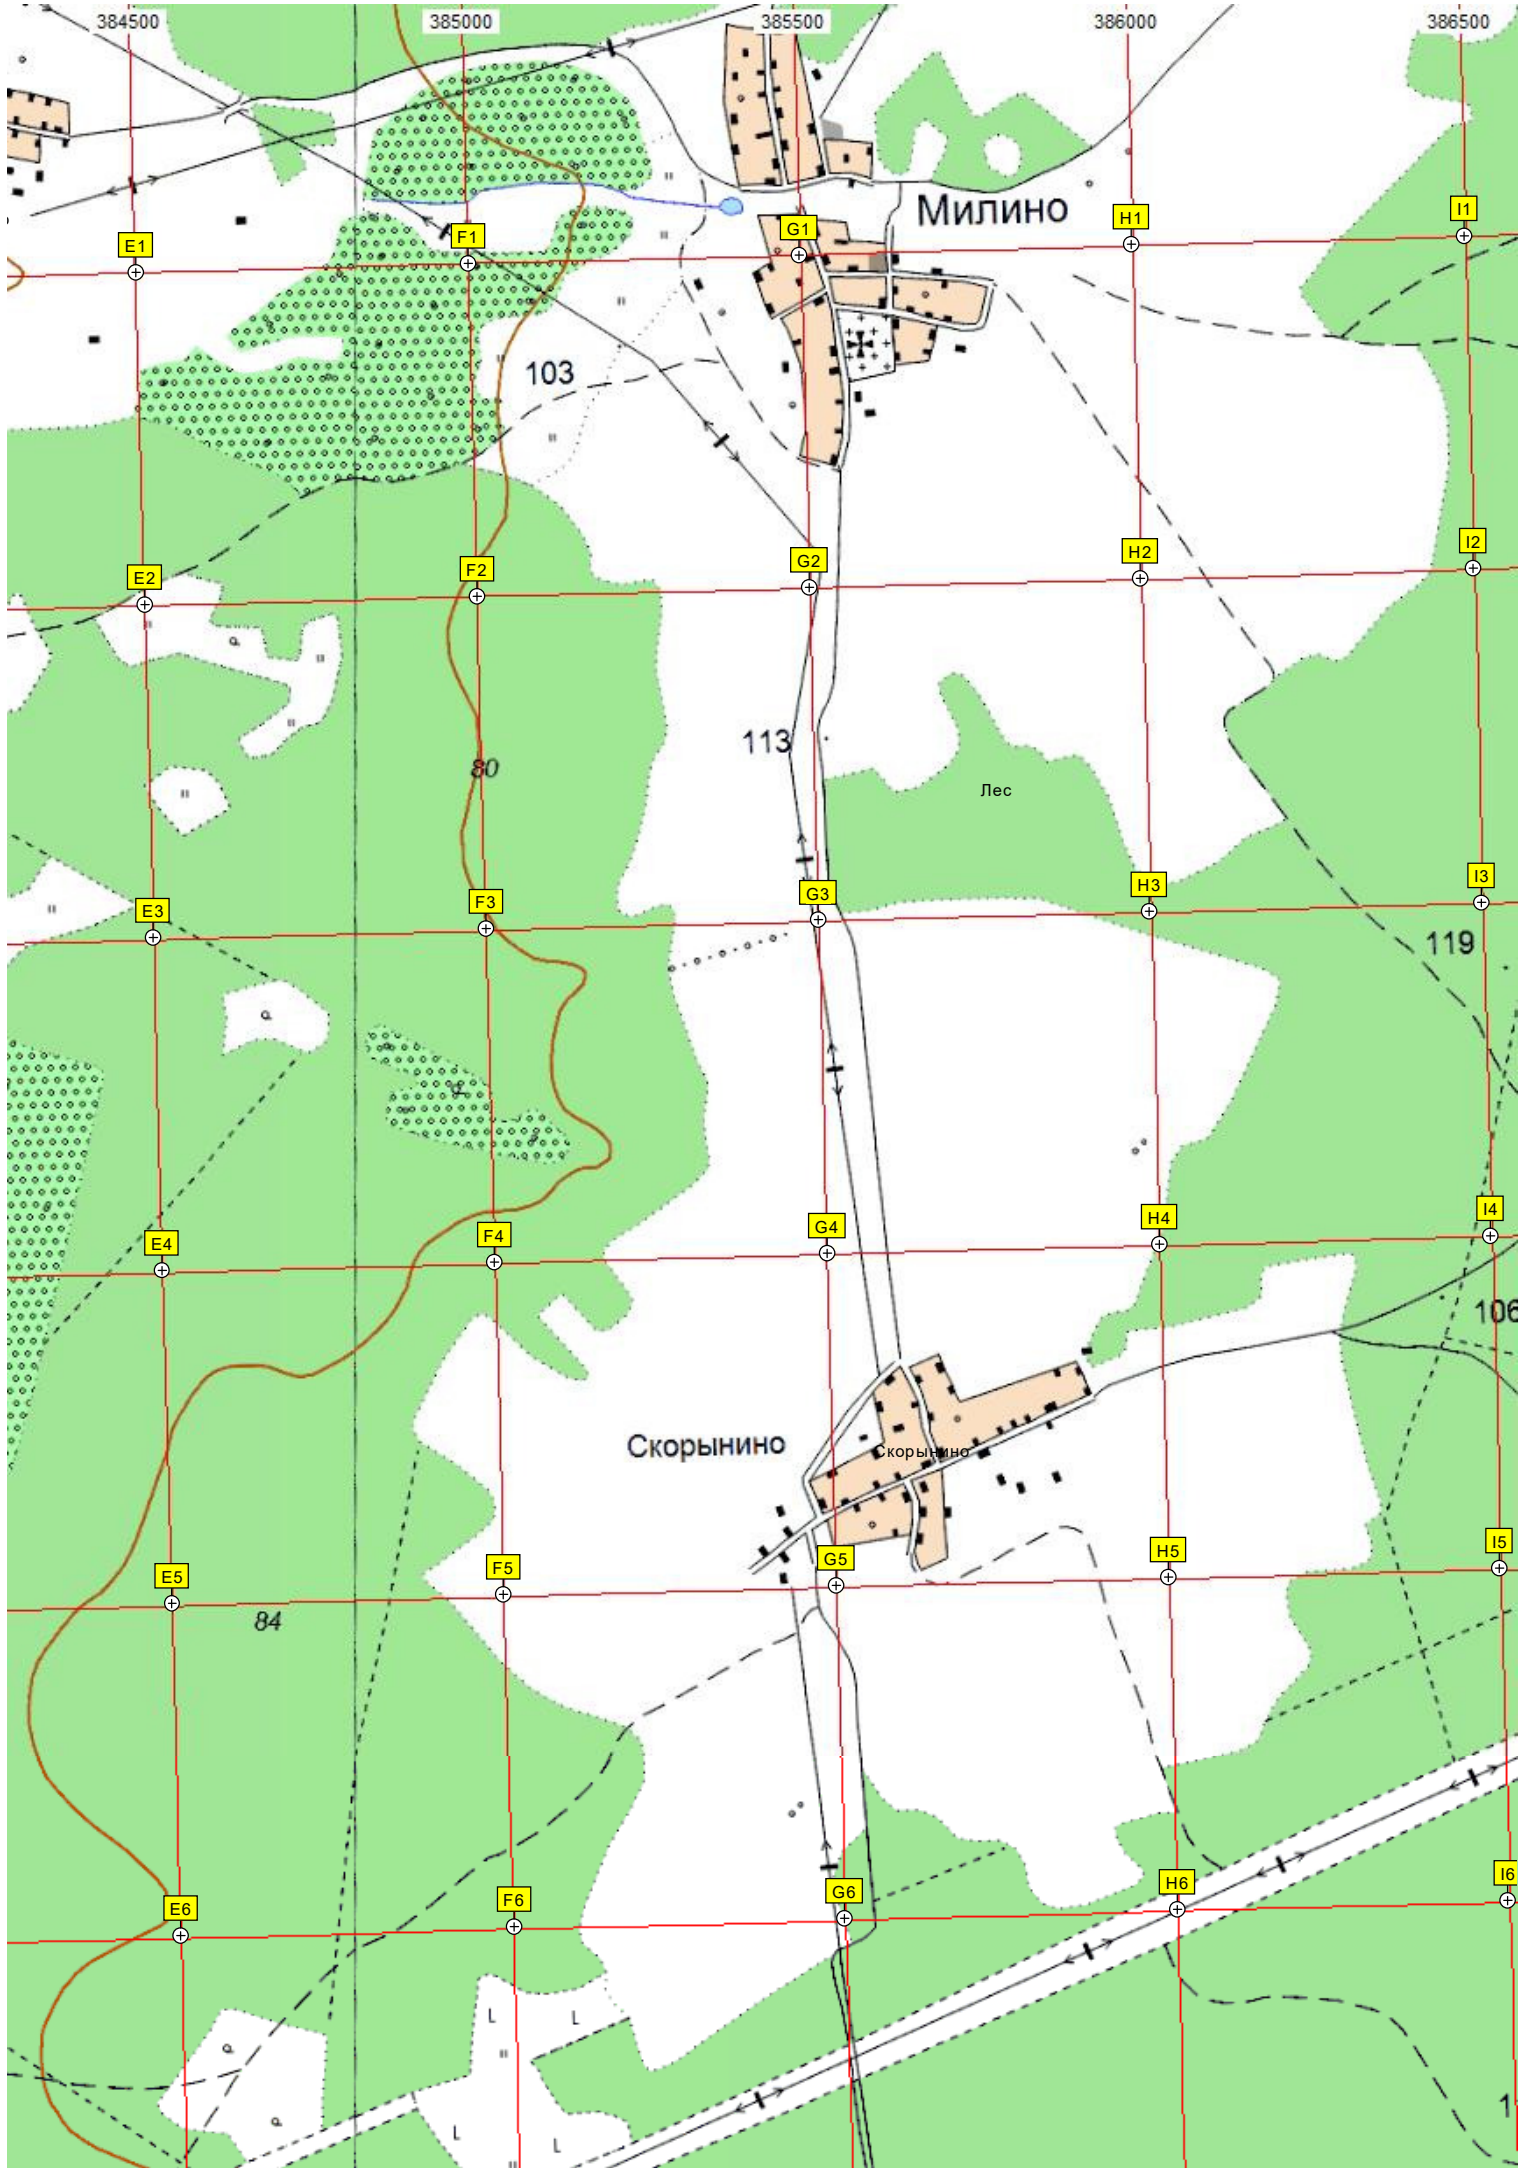 384500 385000 385500 386000 386500
Милино
E1 F1 G1 H1 I1
103
E2 F2 G2 H2 I2
113
80
Лес
E3 F3 G3 H3 I3
119
E4 F4 G4 H4 I4
106
Скорынино
Скорынино
E5 F5 G5 H5 I5
84
E6 F6 G6 H6 I6
L L
L L
1